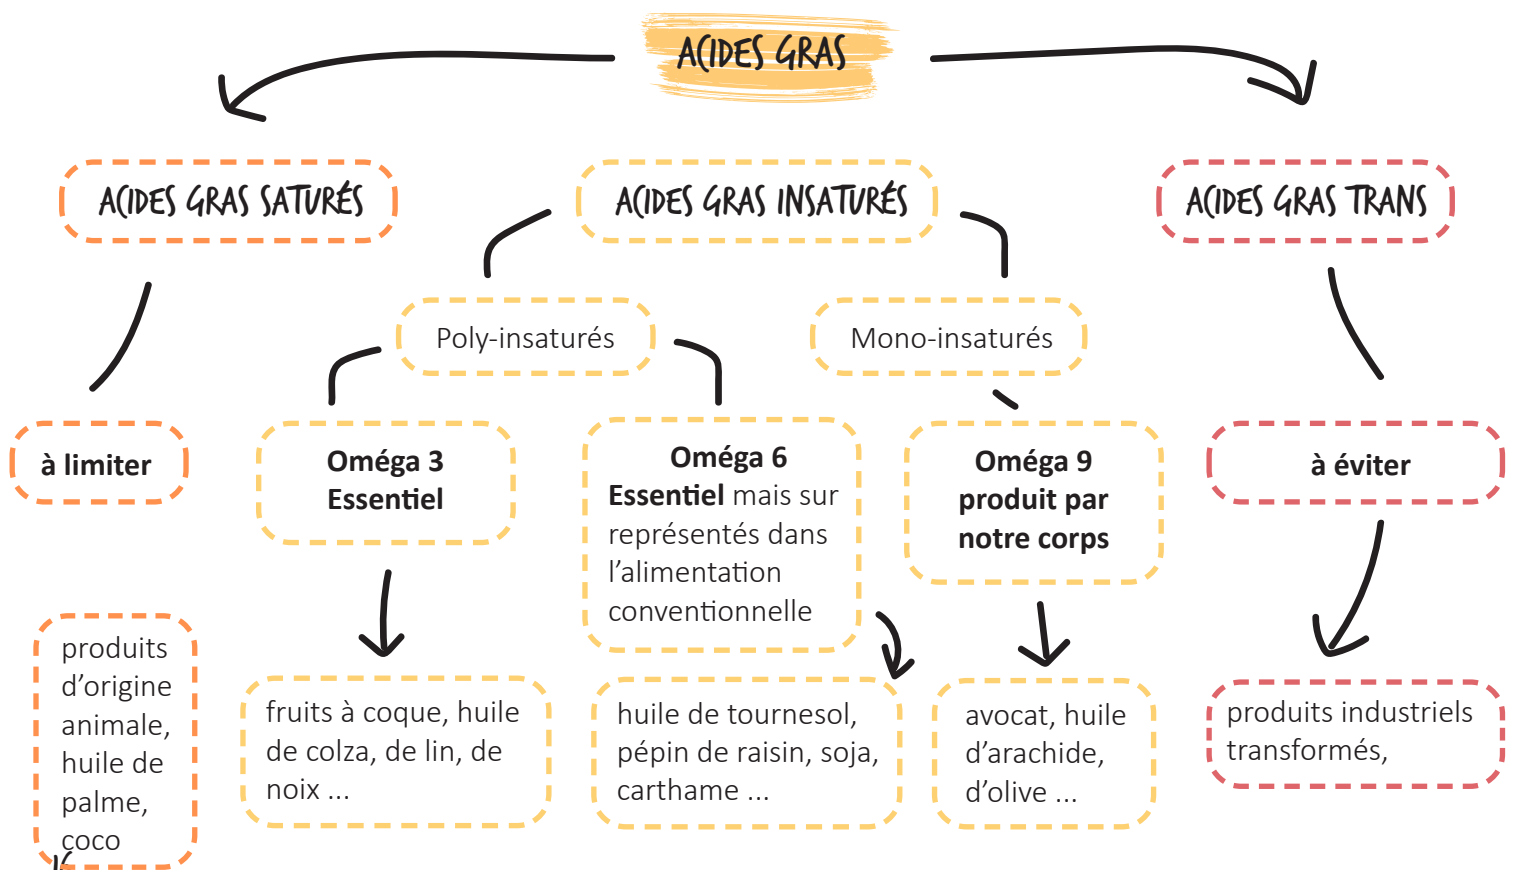 ACIDES GRAS
ACIDES GRAS SATURÉS
ACIDES GRAS INSATURÉS
ACIDES GRAS TRANS
Poly-insaturés
Mono-insaturés
à limiter
Oméga 3
Essentiel
Oméga 6
Essentiel mais sur
représentés dans
l’alimentation
conventionnelle
Oméga 9
produit par
notre corps
à éviter
produits
d’origine
animale,
huile de
palme,
coco
fruits à coque, huile
de colza, de lin, de
noix ...
huile de tournesol,
pépin de raisin, soja,
carthame ...
avocat, huile
d’arachide,
d’olive ...
produits industriels
transformés,